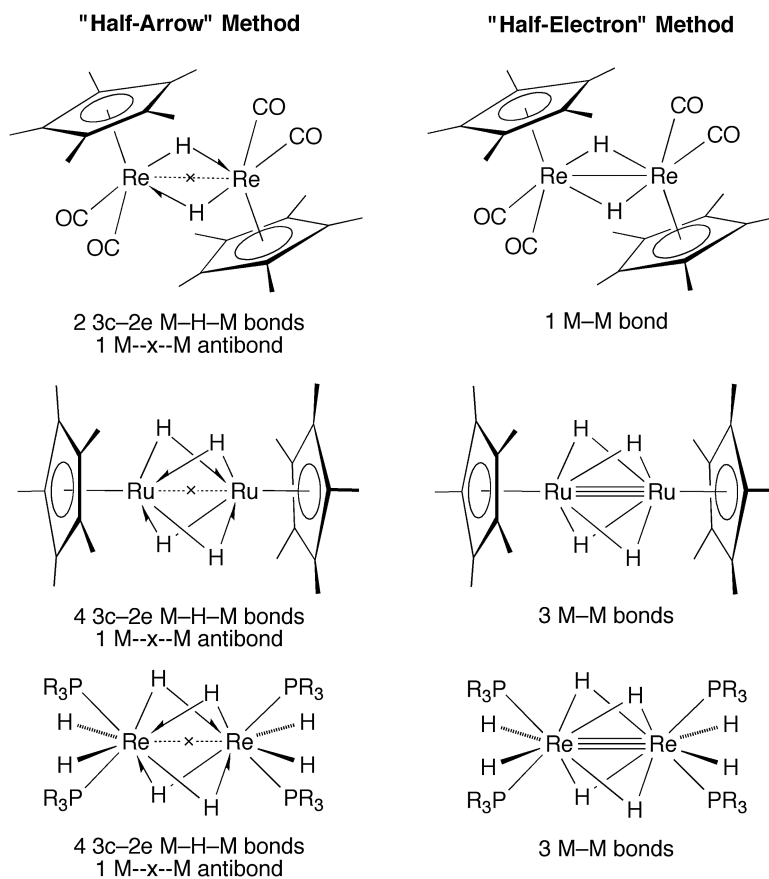 "Half-Arrow" Method
"Half-Electron" Method
CO
CO
H
Re
×
Re
H
OC
OC
CO
CO
H
Re
Re
H
OC
OC
2 3c–2e M–H–M bonds
1 M--x--M antibond
1 M–M bond
H
H
Ru
×
Ru
H
H
H
H
Ru
Ru
H
H
4 3c–2e M–H–M bonds
1 M--x--M antibond
3 M–M bonds
R₃P
H
H
PR₃
H
H
Re
×
Re
H
H
R₃P
H
H
PR₃
R₃P
H
H
PR₃
H
H
Re
Re
H
H
R₃P
H
H
PR₃
4 3c–2e M–H–M bonds
1 M--x--M antibond
3 M–M bonds